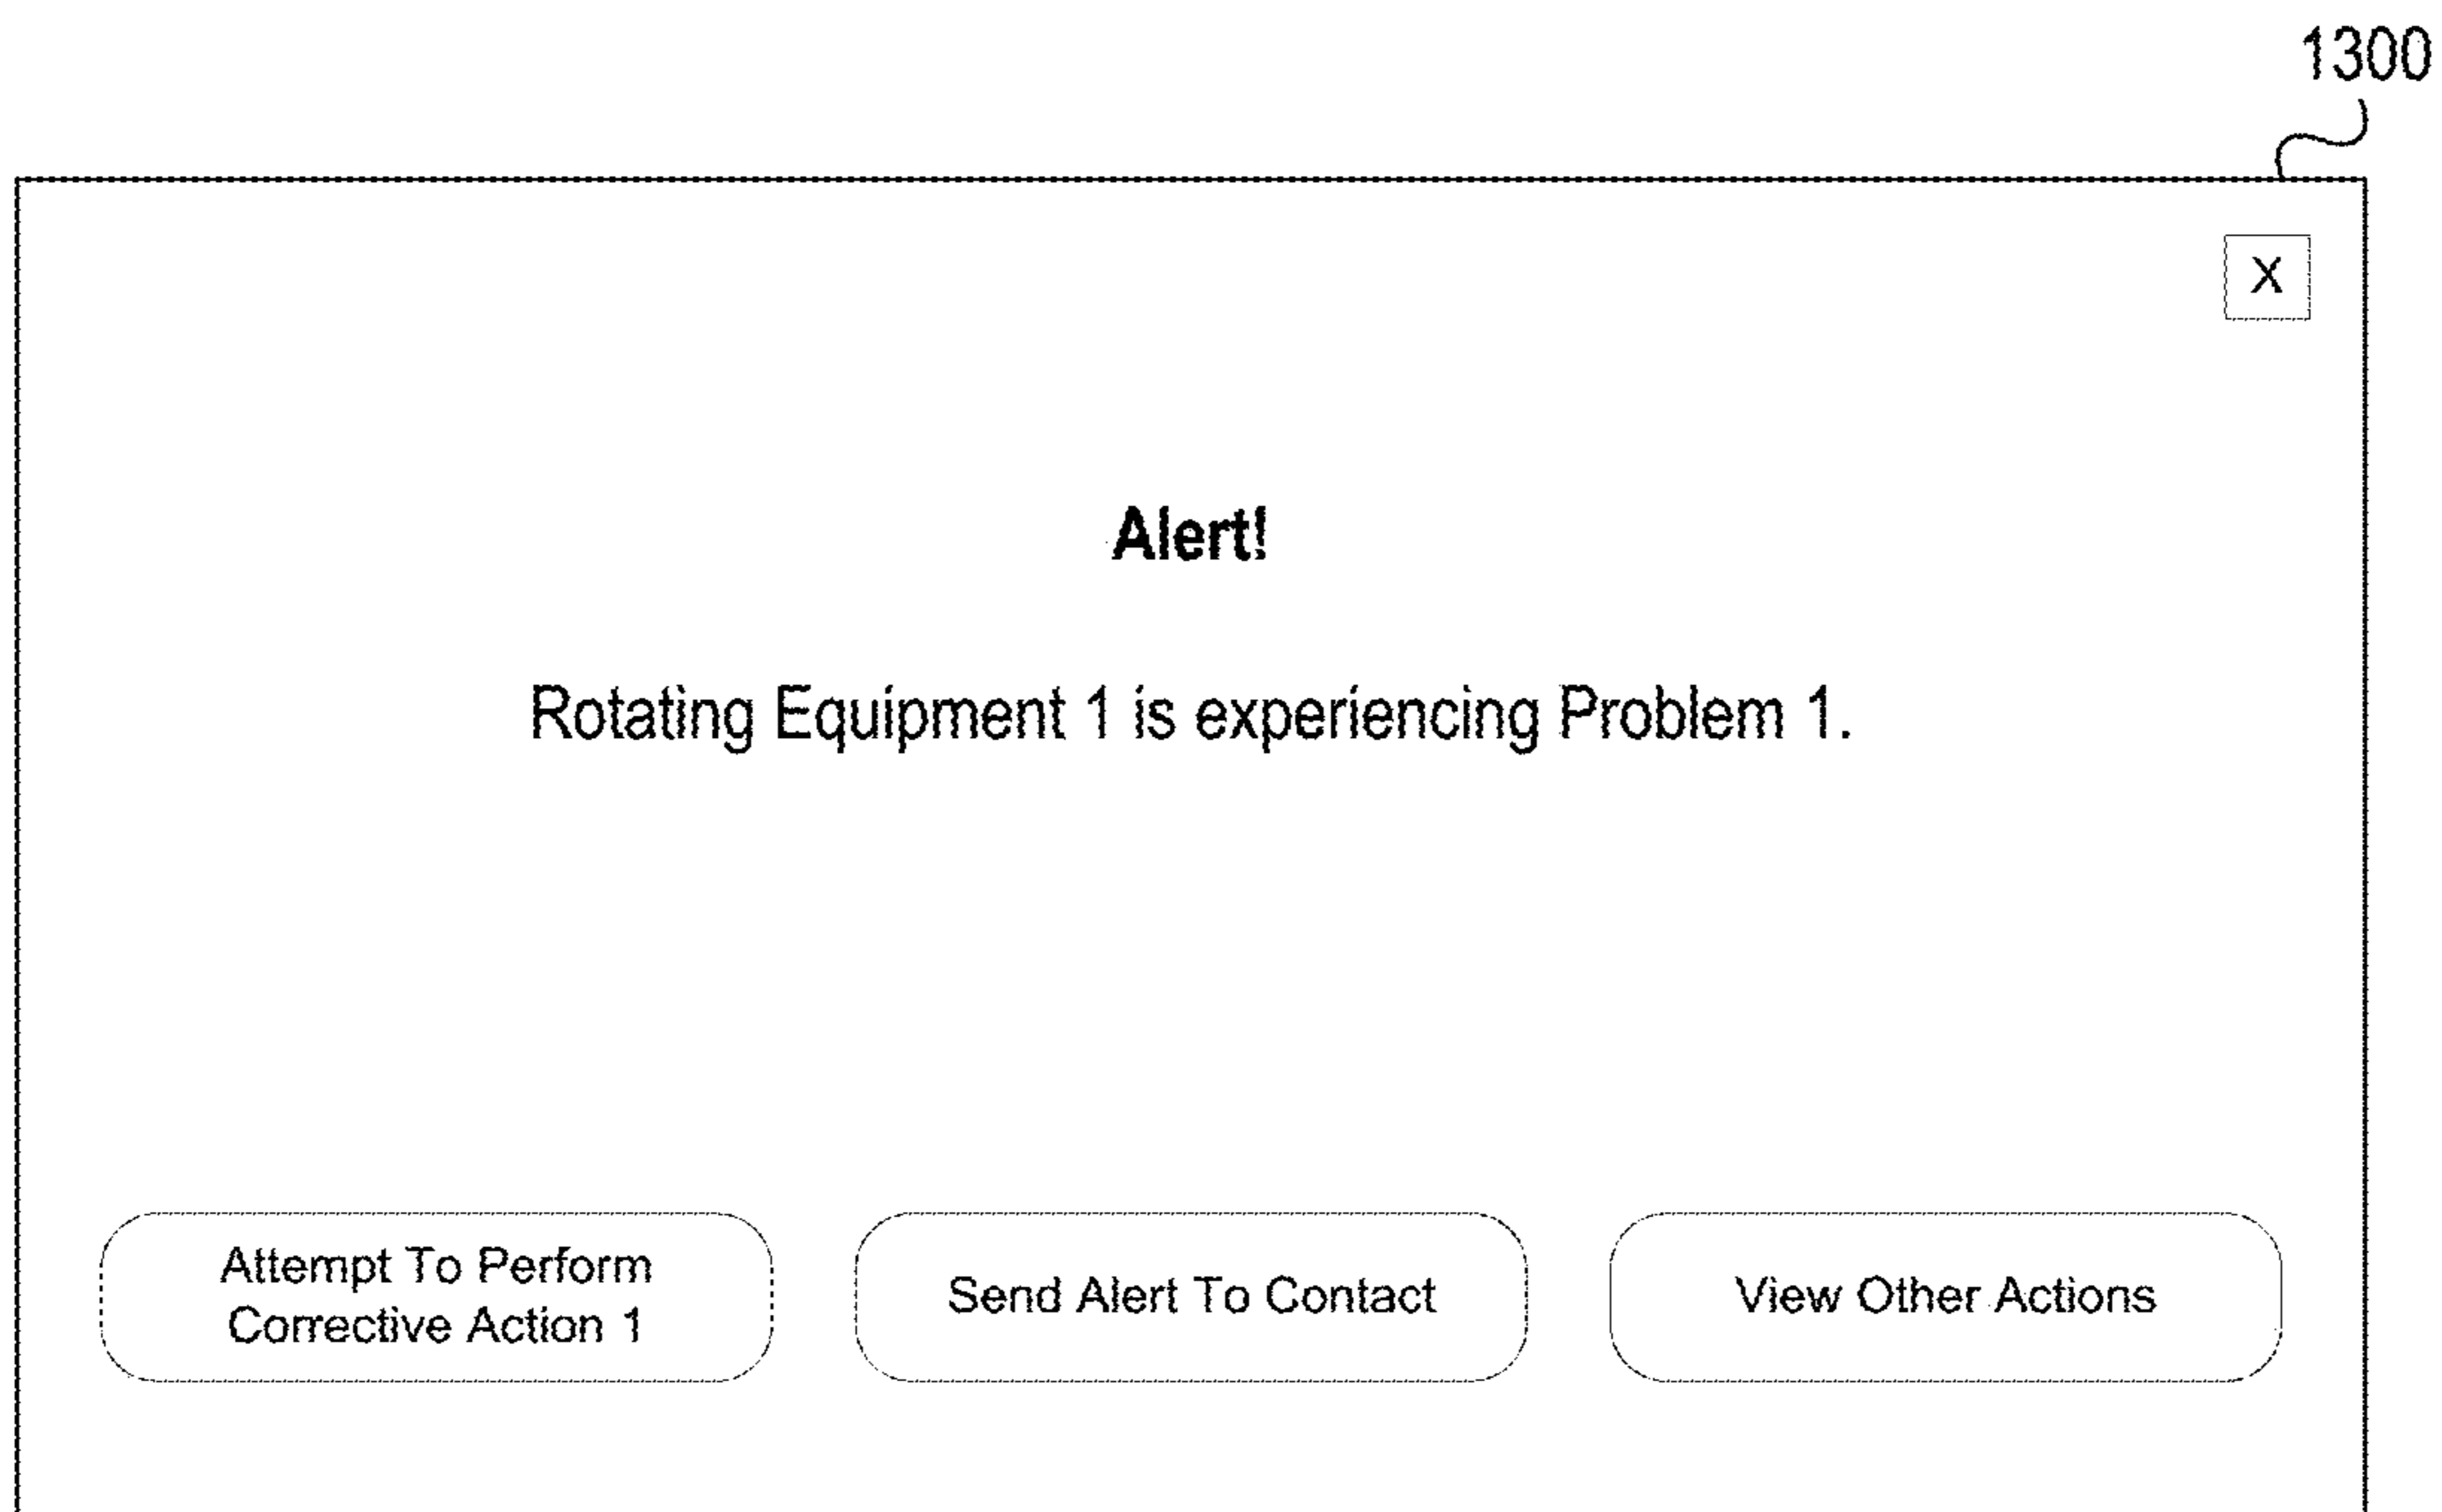 1300
X
Alert!
Rotating Equipment 1 is experiencing Problem 1.
Attempt To Perform
Corrective Action 1
Send Alert To Contact
View Other Actions